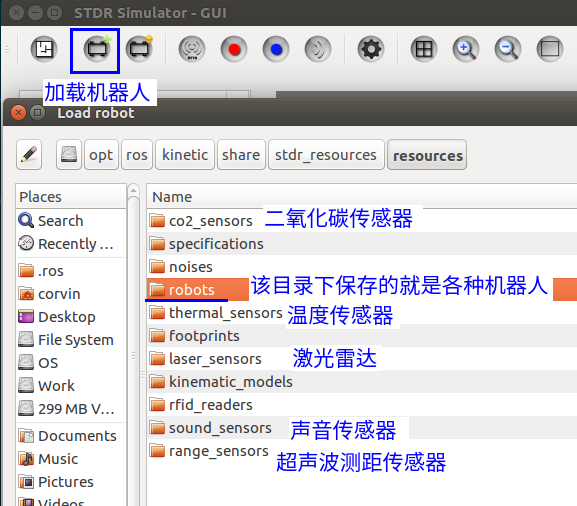 STDR Simulator - GUI
加载机器人
Load robot
opt ros kinetic share stdr_resources resources
Places Name
Search co2_sensors 二氧化碳传感器
Recently ... specifications
.ros noises
corvin robots 该目录下保存的就是各种机器人
Desktop thermal_sensors 温度传感器
File System footprints
OS laser_sensors 激光雷达
Work kinematic_models
299 MB V... rfid_readers
Documents sound_sensors 声音传感器
Music range_sensors 超声波测距传感器
Pictures
Videos